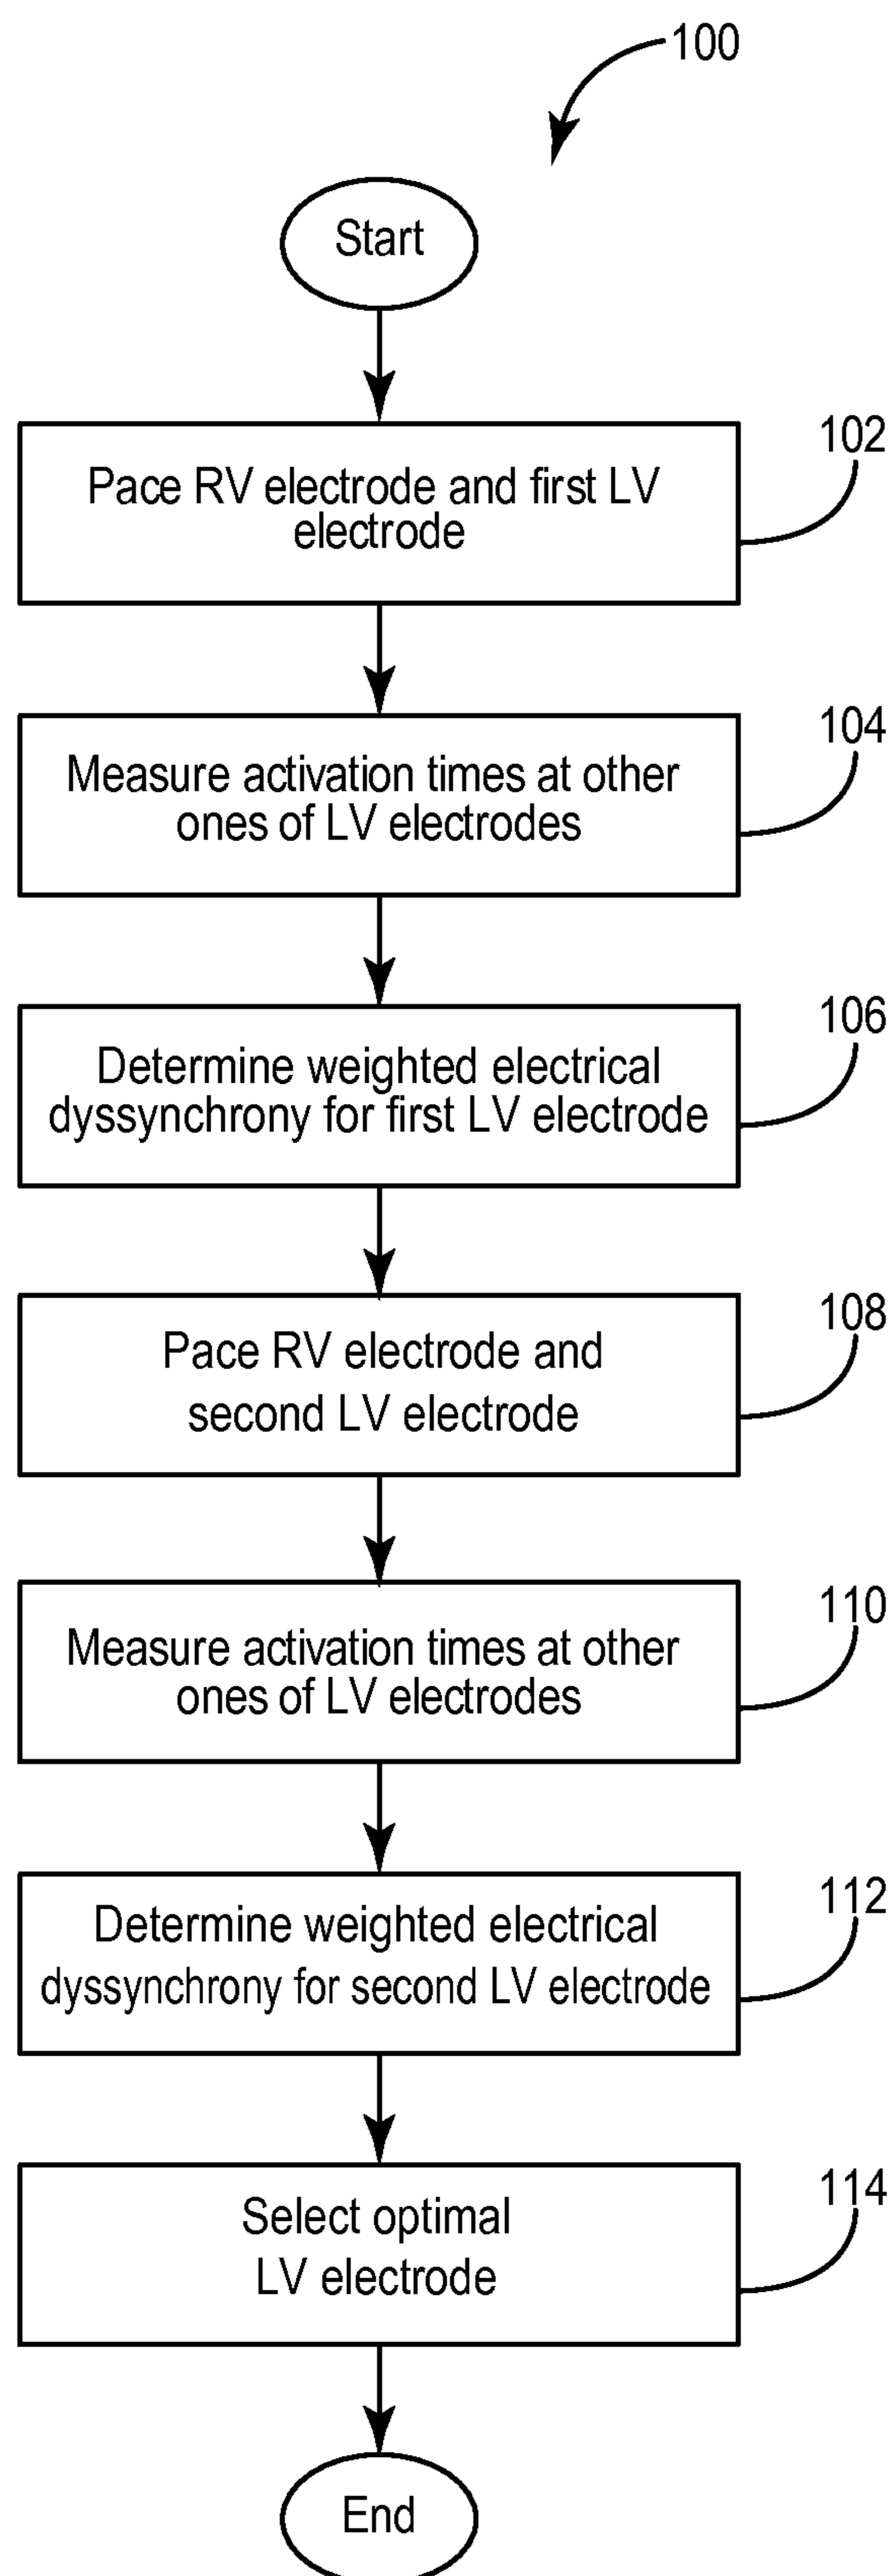 100
Start
102
Pace RV electrode and first LV
electrode
104
Measure activation times at other
ones of LV electrodes
106
Determine weighted electrical
dyssynchrony for first LV electrode
108
Pace RV electrode and
second LV electrode
110
Measure activation times at other
ones of LV electrodes
112
Determine weighted electrical
dyssynchrony for second LV electrode
114
Select optimal
LV electrode
End